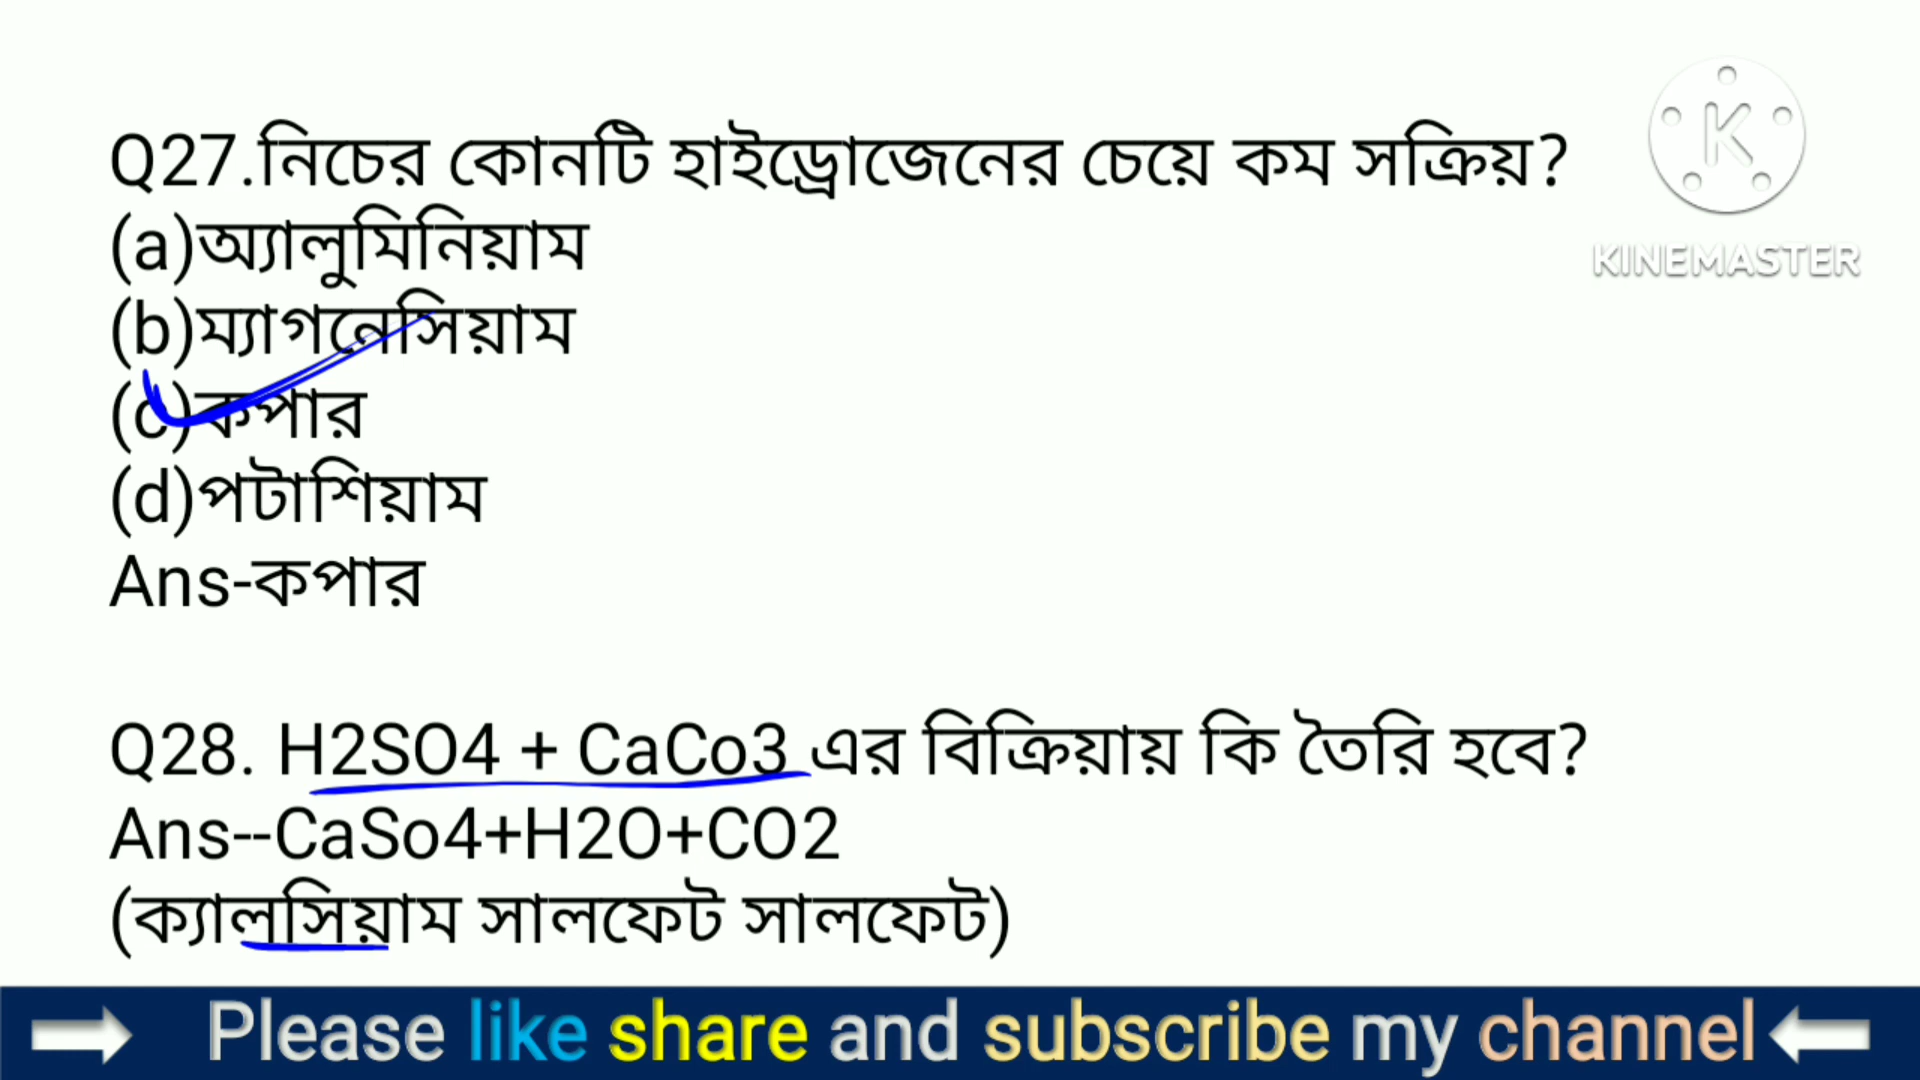 Q27.নিচের কোনটি হাইড্রোজেনের চেয়ে কম সক্রিয়?
(a)অ্যালুমিনিয়াম
(b)ম্যাগনেসিয়াম
(c)কপার
(d)পটাশিয়াম
Ans-কপার
Q28. H2SO4 + CaCo3 এর বিক্রিয়ায় কি তৈরি হবে?
Ans--CaSo4+H2O+CO2
(ক্যালসিয়াম সালফেট সালফেট)
K
KINEMASTER
Please like share and subscribe my channel